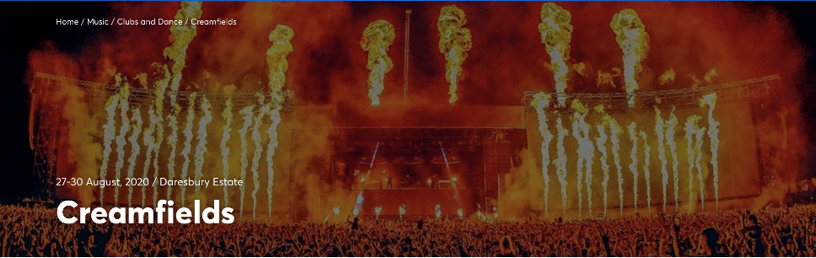 Home / Music / Clubs and Dance / Creamfields
27-30 August, 2020 / Daresbury Estate
Creamfields